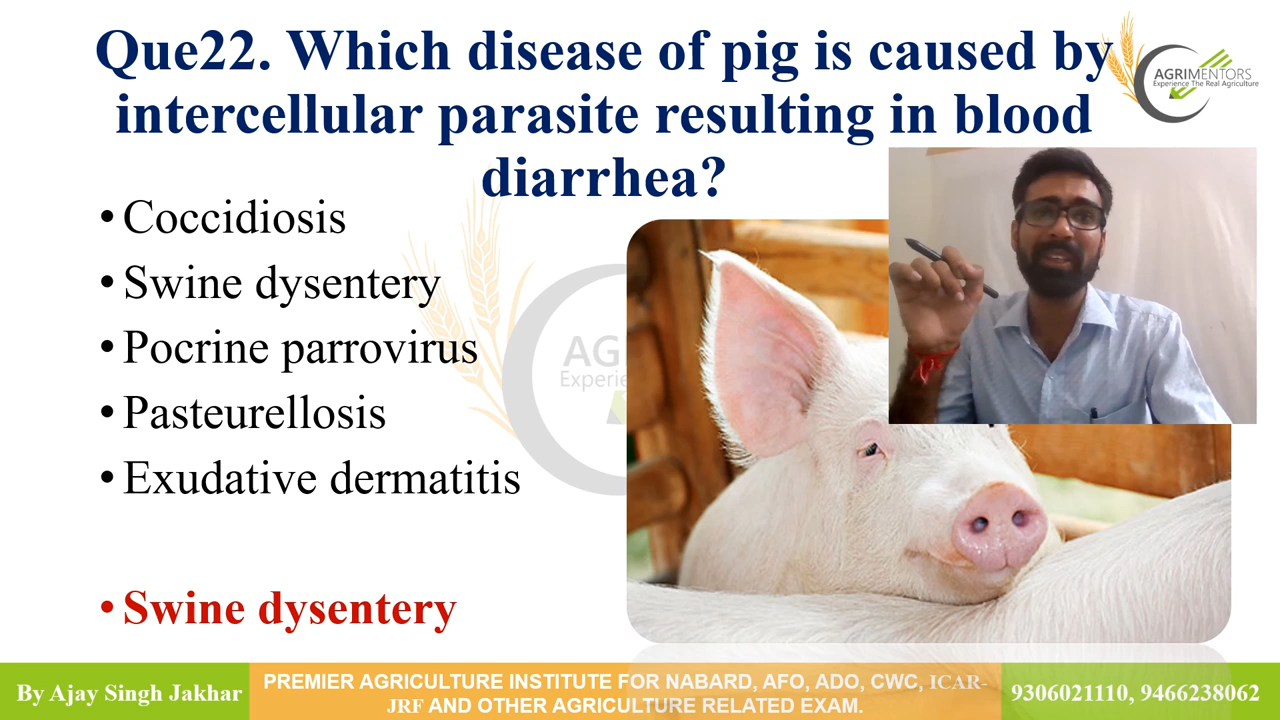 Que22. Which disease of pig is caused by
intercellular parasite resulting in blood
diarrhea?
AGRIMENTORS
Experience The Real Agriculture
• Coccidiosis
• Swine dysentery
• Pocrine parrovirus
• Pasteurellosis
• Exudative dermatitis
AG
Experie
• Swine dysentery
By Ajay Singh Jakhar
PREMIER AGRICULTURE INSTITUTE FOR NABARD, AFO, ADO, CWC, ICAR-
JRF AND OTHER AGRICULTURE RELATED EXAM.
9306021110, 9466238062